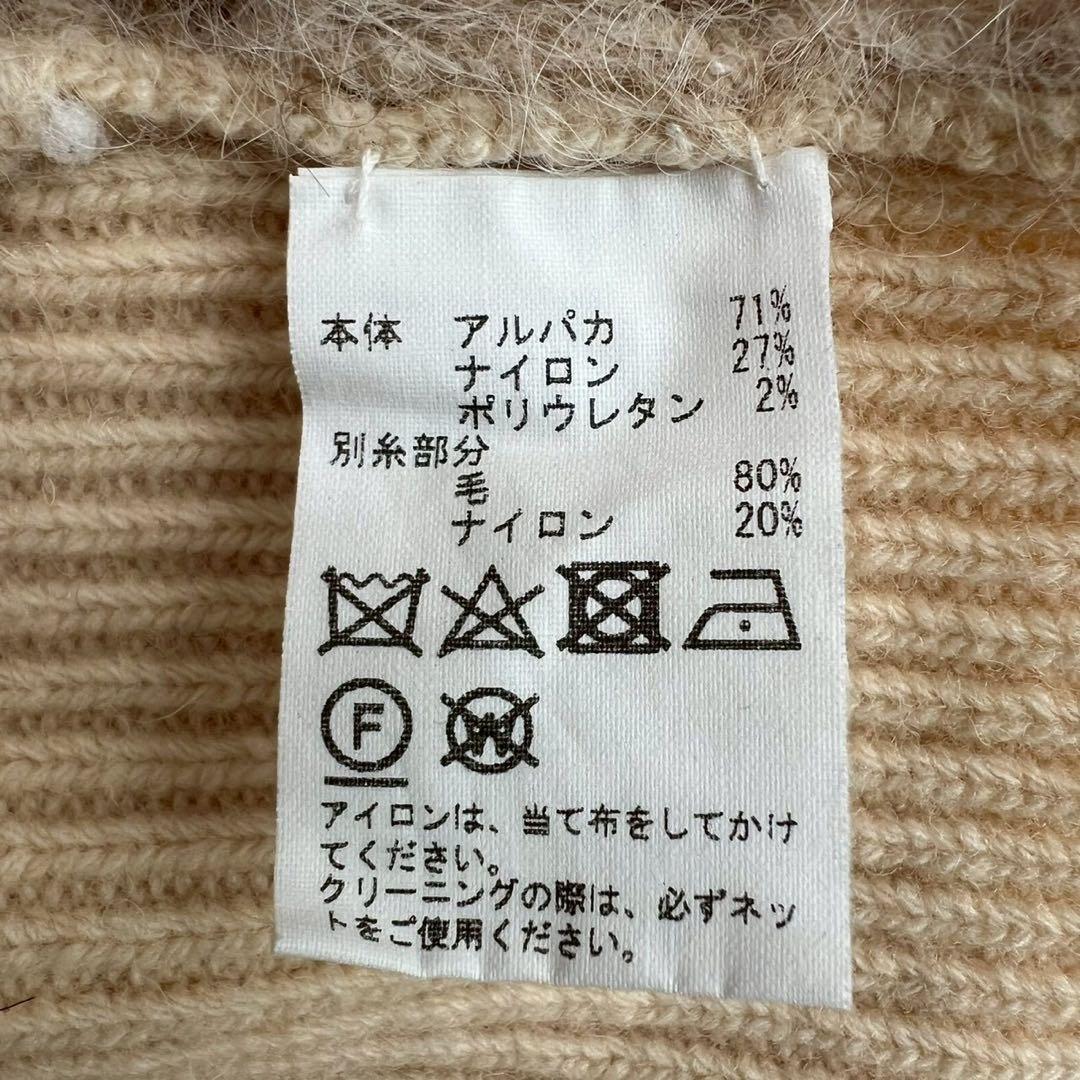 本体 アルパカ 71%
ナイロン 27%
ポリウレタン 2%
別糸部分
毛 80%
ナイロン 20%
F W
アイロンは、当て布をしてかけ
てください。
クリーニングの際は、必ずネッ
トをご使用ください。